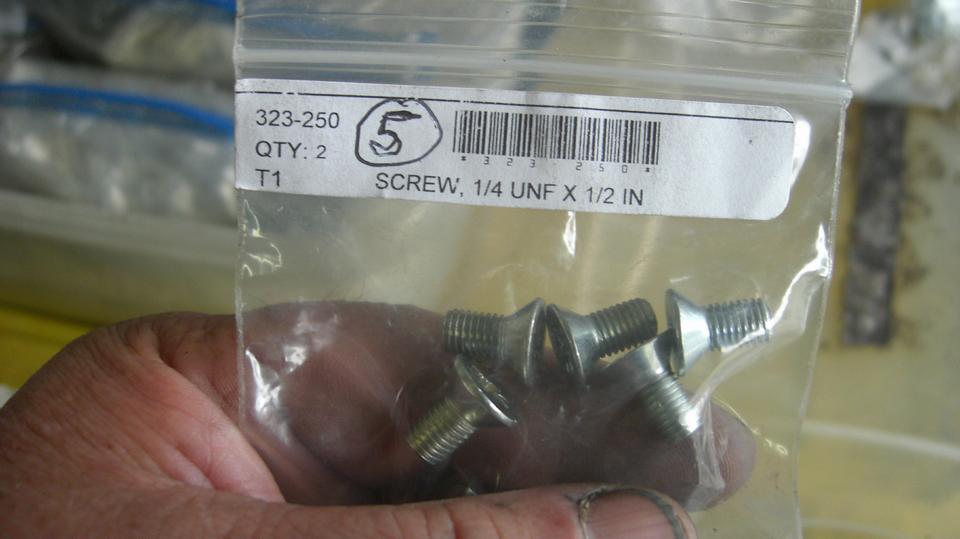 323-250
5
QTY: 2
* 323-250 *
T1
SCREW, 1/4 UNF X 1/2 IN